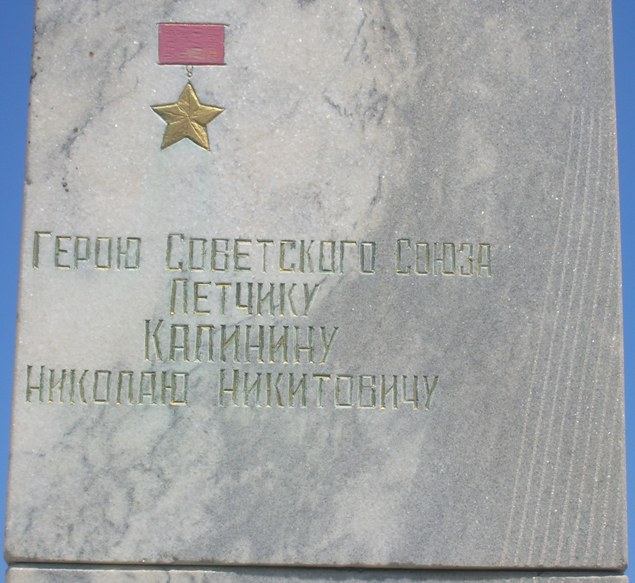 Герою Советского Союза
летчику
Калинину
Николаю Никитовичу